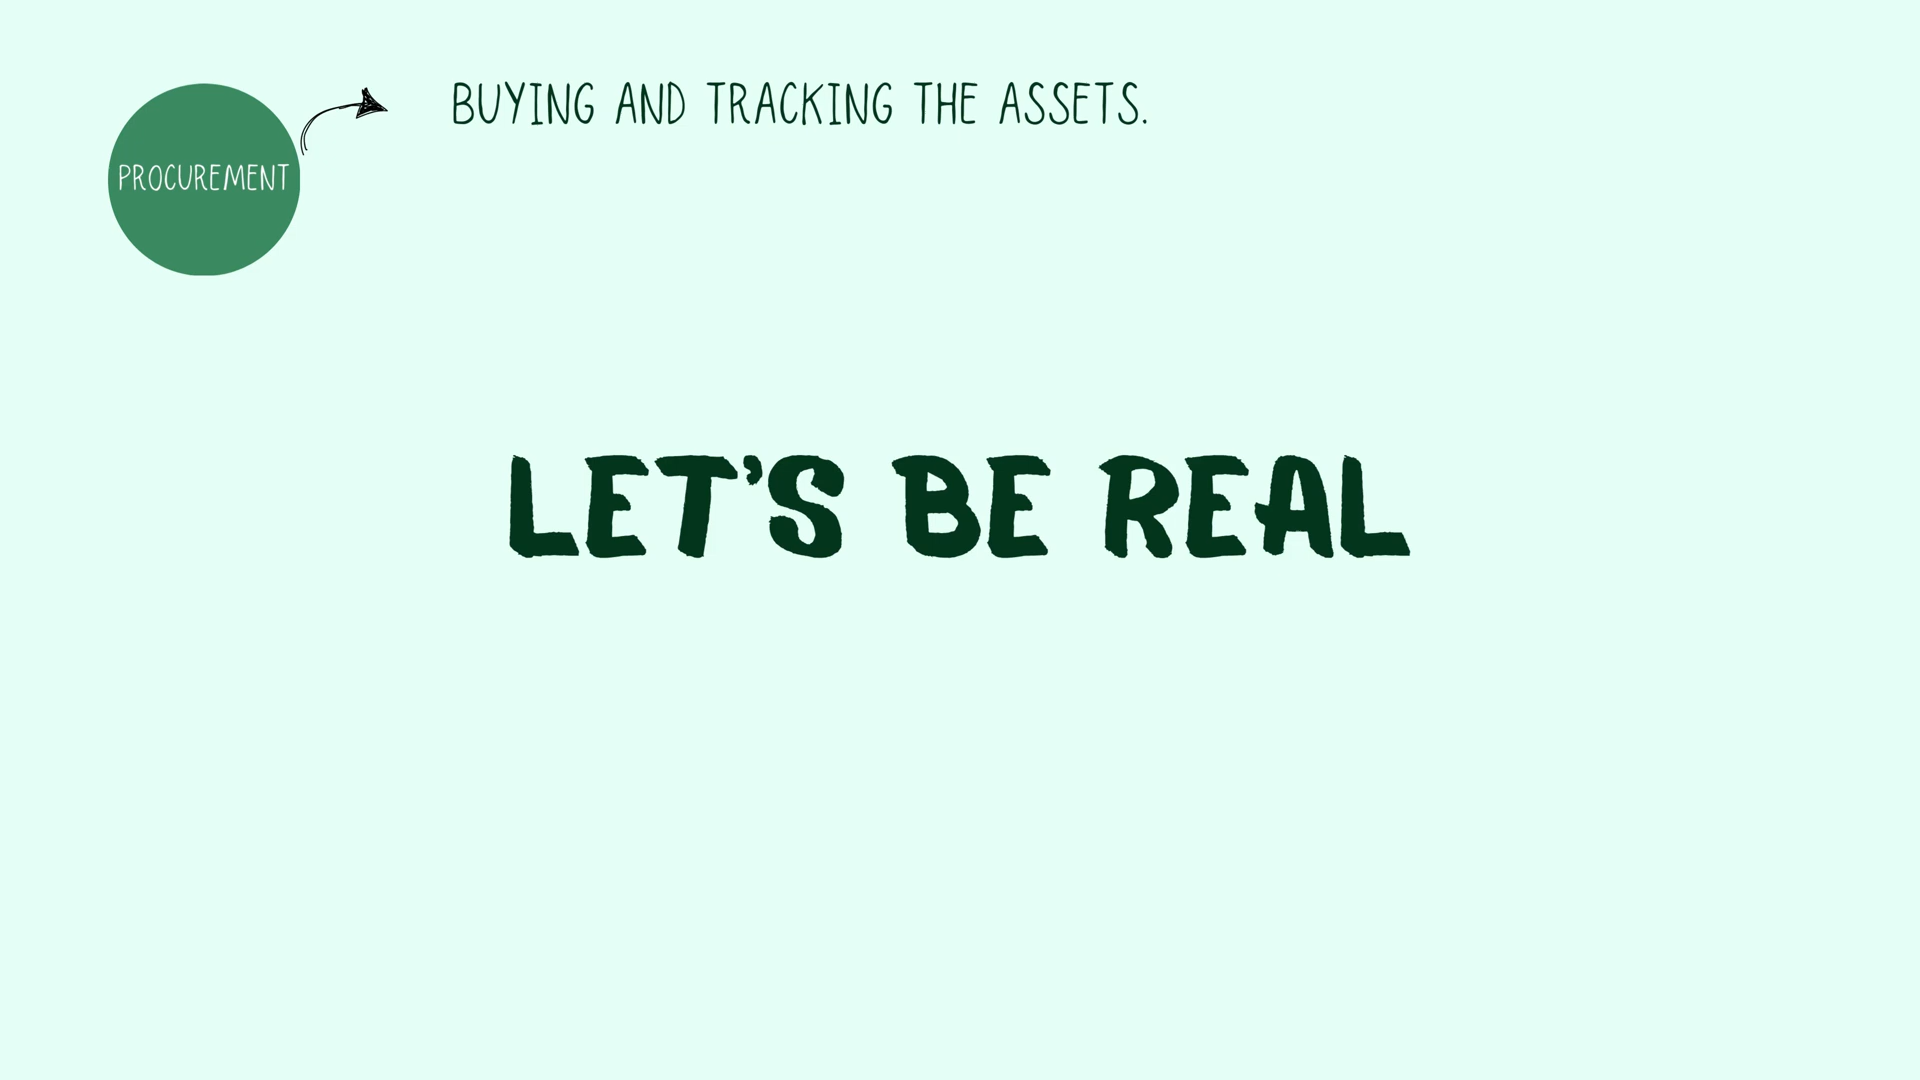 BUYING AND TRACKING THE ASSETS.
PROCUREMENT
LET'S BE REAL